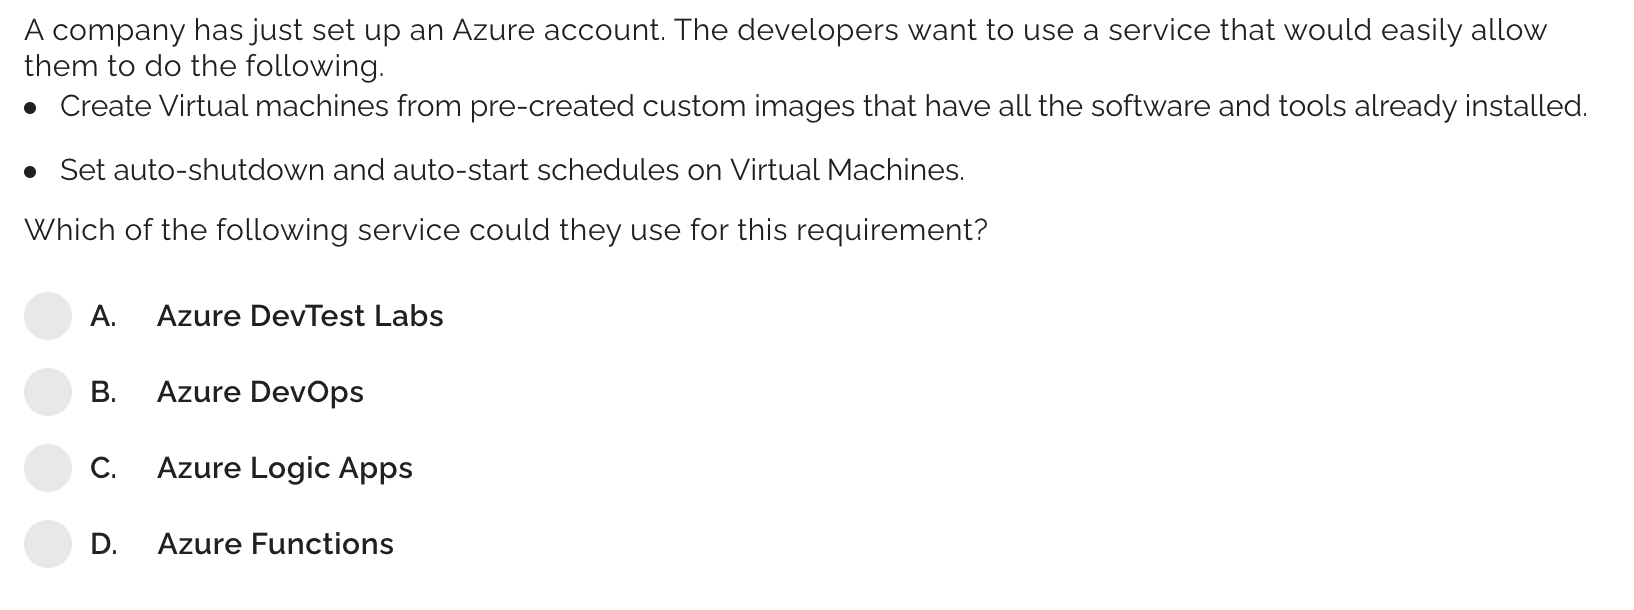 A company has just set up an Azure account. The developers want to use a service that would easily allow
them to do the following.
• Create Virtual machines from pre-created custom images that have all the software and tools already installed.
• Set auto-shutdown and auto-start schedules on Virtual Machines.
Which of the following service could they use for this requirement?
A. Azure DevTest Labs
B. Azure DevOps
C. Azure Logic Apps
D. Azure Functions